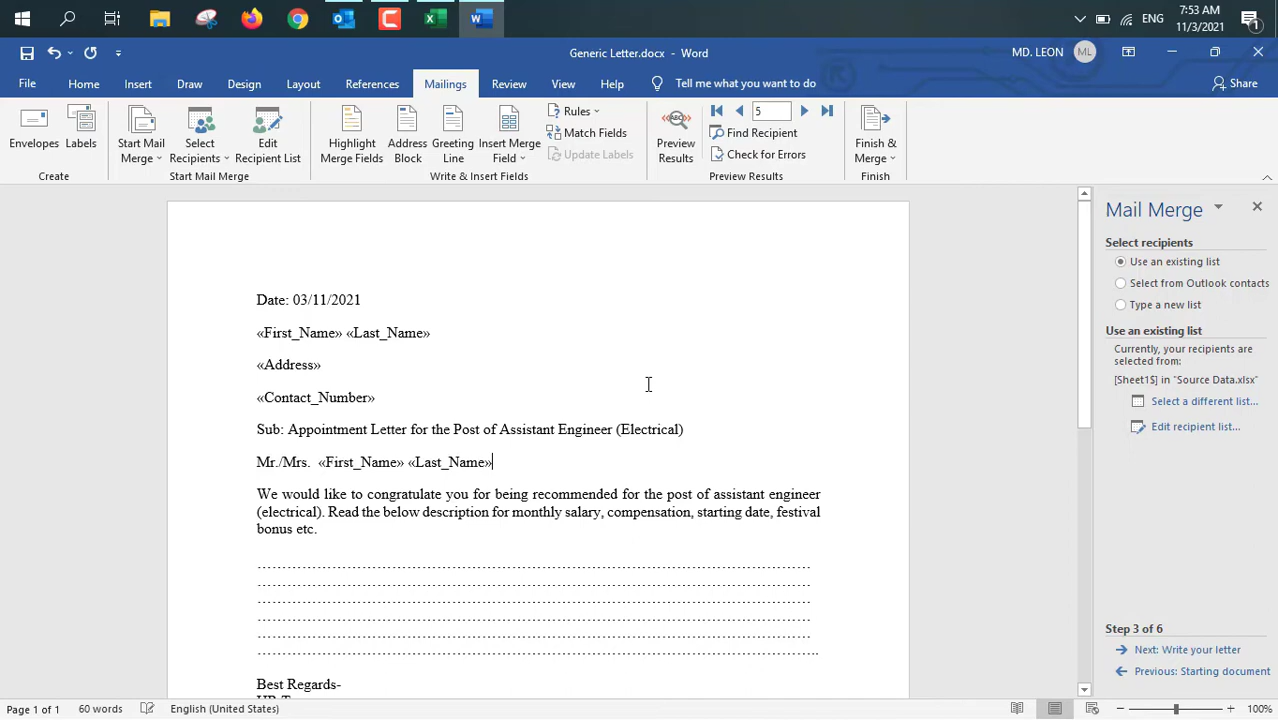 7:53 AM
ENG
11/3/2021
Generic Letter.docx - Word
MD. LEON
ML
File
Home
Insert
Draw
Design
Layout
References
Mailings
Review
View
Help
Tell me what you want to do
Share
Envelopes
Labels
Create
Start Mail
Merge
Select
Recipients
Edit
Recipient List
Start Mail Merge
Highlight
Merge Fields
Address
Block
Greeting
Line
Insert Merge
Field
Rules
Match Fields
Update Labels
Write & Insert Fields
ABC
Preview
Results
5
Find Recipient
Check for Errors
Preview Results
Finish &
Merge
Finish
Date: 03/11/2021
«First_Name» «Last_Name»
«Address»
«Contact_Number»
Sub: Appointment Letter for the Post of Assistant Engineer (Electrical)
Mr./Mrs.  «First_Name» «Last_Name»
We would like to congratulate you for being recommended for the post of assistant engineer
(electrical). Read the below description for monthly salary, compensation, starting date, festival
bonus etc.
Best Regards-
Mail Merge
Select recipients
Use an existing list
Select from Outlook contacts
Type a new list
Use an existing list
Currently, your recipients are
selected from:
[Sheet1$] in "Source Data.xlsx"
Select a different list...
Edit recipient list...
Step 3 of 6
Next: Write your letter
Previous: Starting document
Page 1 of 1
60 words
English (United States)
100%